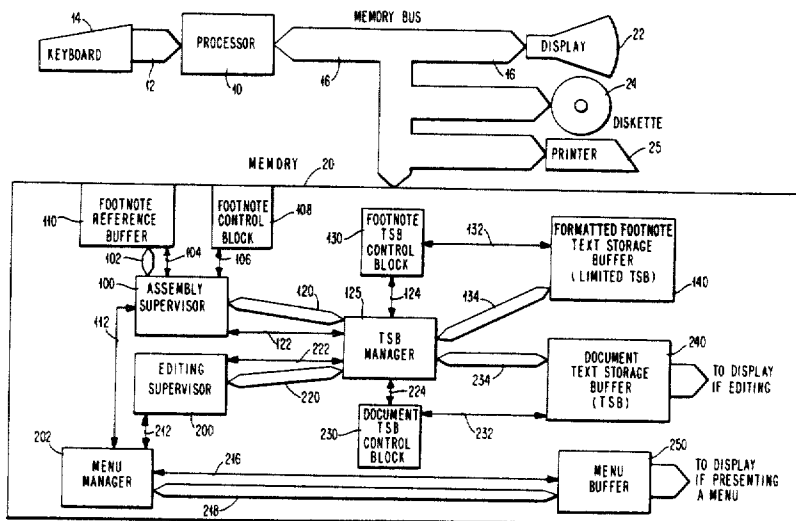 MEMORY BUS
14
KEYBOARD
12
PROCESSOR
10
16
16
DISPLAY
22
24
DISKETTE
PRINTER
25
MEMORY
20
110
FOOTNOTE
REFERENCE
BUFFER
FOOTNOTE
CONTROL
BLOCK
108
102
104
106
100
ASSEMBLY
SUPERVISOR
112
120
122
130
FOOTNOTE
TSB
CONTROL
BLOCK
132
124
FORMATTED FOOTNOTE
TEXT STORAGE
BUFFER
(LIMITED TSB)
140
134
125
TSB
MANAGER
222
220
EDITING
SUPERVISOR
200
212
224
234
240
DOCUMENT
TEXT STORAGE
BUFFER
(TSB)
TO DISPLAY
IF EDITING
230
DOCUMENT
TSB
CONTROL
BLOCK
232
202
MENU
MANAGER
216
218
250
MENU
BUFFER
TO DISPLAY
IF PRESENTING
A MENU